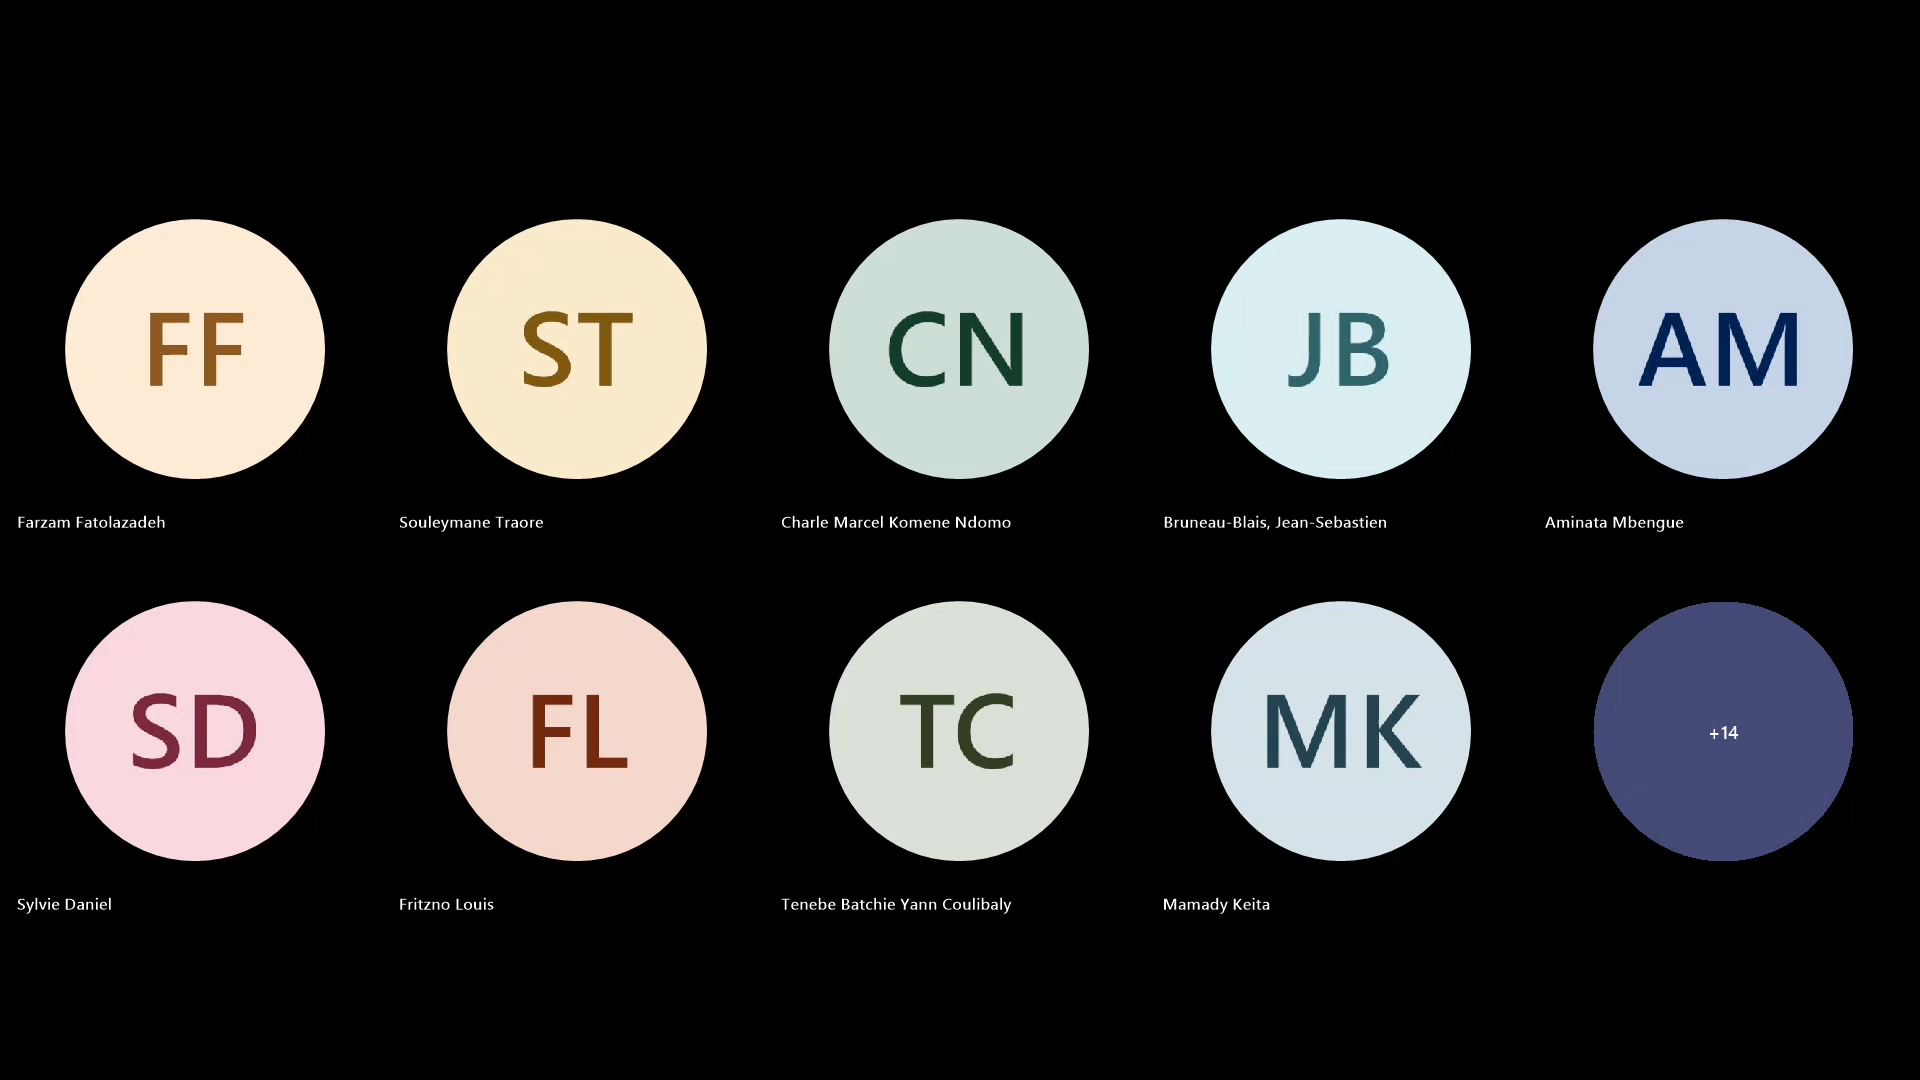 FF
ST
CN
JB
AM
Farzam Fatolazadeh
Souleymane Traore
Charle Marcel Komene Ndomo
Bruneau-Blais, Jean-Sebastien
Aminata Mbengue
SD
FL
TC
MK
+14
Sylvie Daniel
Fritzno Louis
Tenebe Batchie Yann Coulibaly
Mamady Keita